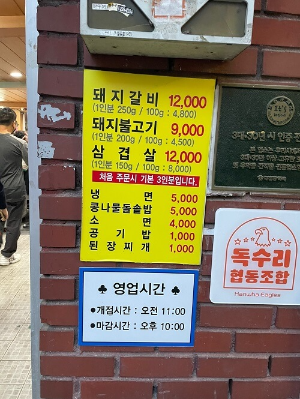 돼지갈비 12,000
(1인분 250g / 100g : 4,800)
돼지불고기 9,000
(1인분 200g / 100g : 4,500)
삼겹살 12,000
(1인분 150g / 100g : 8,000)
처음 주문시 기본 3인분입니다.
냉면 5,000
콩나물돌솥밥 5,000
소면 4,000
공기밥 1,000
된장찌개 1,000
♣ 영업시간 ♣
●개점시간 : 오전 11:00
●마감시간 : 오후 10:00
독수리
협동조합
Hanwha Eagles